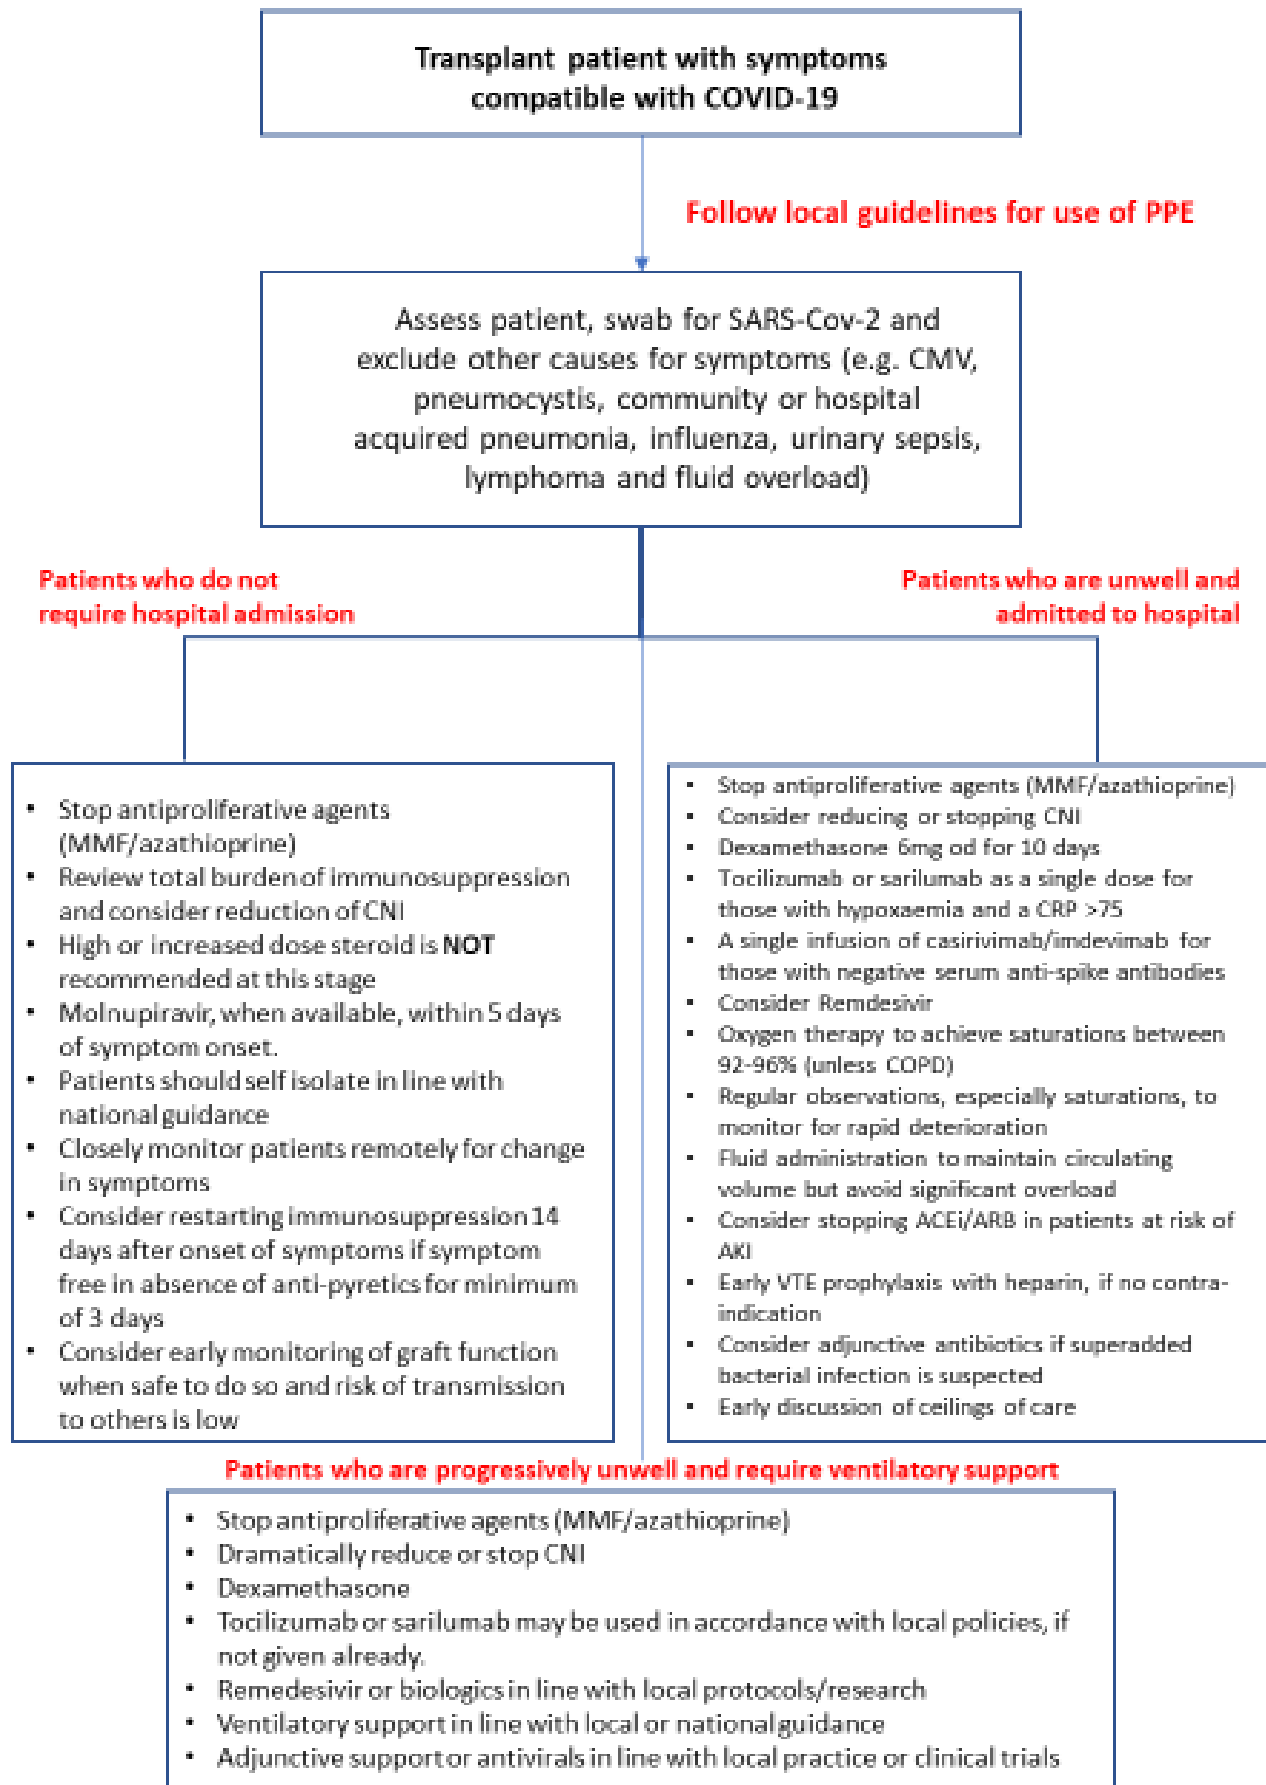 Transplant patient with symptoms
compatible with COVID-19
Follow local guidelines for use of PPE
Assess patient, swab for SARS-Cov-2 and
exclude other causes for symptoms (e.g. CMV,
pneumocystis, community or hospital
acquired pneumonia, influenza, urinary sepsis,
lymphoma and fluid overload)
Patients who do not
require hospital admission
Patients who are unwell and
admitted to hospital
• Stop antiproliferative agents
(MMF/azathioprine)
• Review total burden of immunosuppression
and consider reduction of CNI
• High or increased dose steroid is NOT
recommended at this stage
• Molnupiravir, when available, within 5 days
of symptom onset.
• Patients should self isolate in line with
national guidance
• Closely monitor patients remotely for change
in symptoms
• Consider restarting immunosuppression 14
days after onset of symptoms if symptom
free in absence of anti-pyretics for minimum
of 3 days
• Consider early monitoring of graft function
when safe to do so and risk of transmission
to others is low
• Stop antiproliferative agents (MMF/azathioprine)
• Consider reducing or stopping CNI
• Dexamethasone 6mg od for 10 days
• Tocilizumab or sarilumab as a single dose for
those with hypoxaemia and a CRP >75
• A single infusion of casirivimab/imdevimab for
those with negative serum anti-spike antibodies
• Consider Remdesivir
• Oxygen therapy to achieve saturations between
92-96% (unless COPD)
• Regular observations, especially saturations, to
monitor for rapid deterioration
• Fluid administration to maintain circulating
volume but avoid significant overload
• Consider stopping ACEi/ARB in patients at risk of
AKI
• Early VTE prophylaxis with heparin, if no contra-
indication
• Consider adjunctive antibiotics if superadded
bacterial infection is suspected
• Early discussion of ceilings of care
Patients who are progressively unwell and require ventilatory support
• Stop antiproliferative agents (MMF/azathioprine)
• Dramatically reduce or stop CNI
• Dexamethasone
• Tocilizumab or sarilumab may be used in accordance with local policies, if
not given already.
• Remedesivir or biologics in line with local protocols/research
• Ventilatory support in line with local or national guidance
• Adjunctive support or antivirals in line with local practice or clinical trials